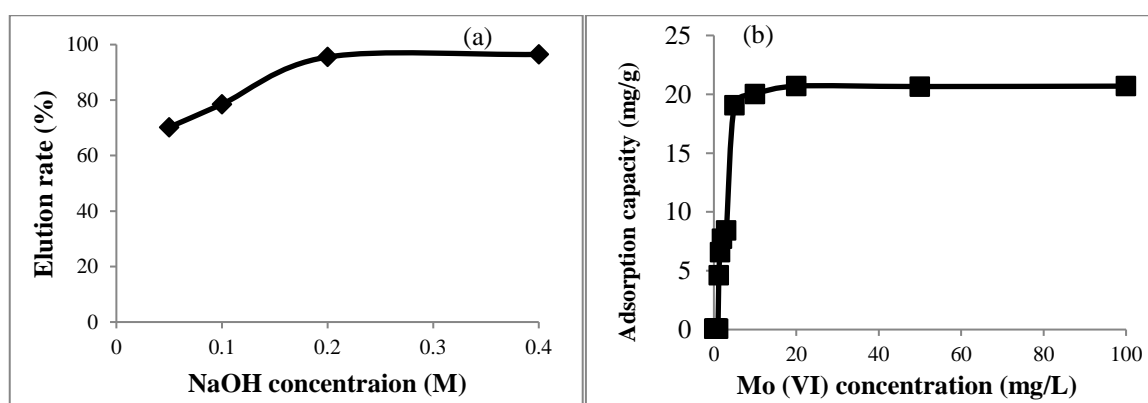 (a)
Elution rate (%)
100
80
60
40
20
0
0 0.1 0.2 0.3 0.4
NaOH concentraion (M)
(b)
Adsorption capacity (mg/g)
25
20
15
10
5
0
0 20 40 60 80 100
Mo (VI) concentration (mg/L)